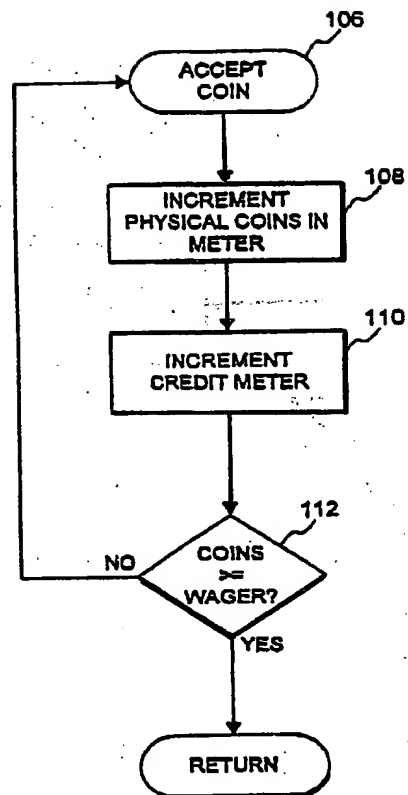 106
ACCEPT
COIN
108
INCREMENT
PHYSICAL COINS IN
METER
110
INCREMENT
CREDIT METER
112
COINS
>=
WAGER?
NO
YES
RETURN